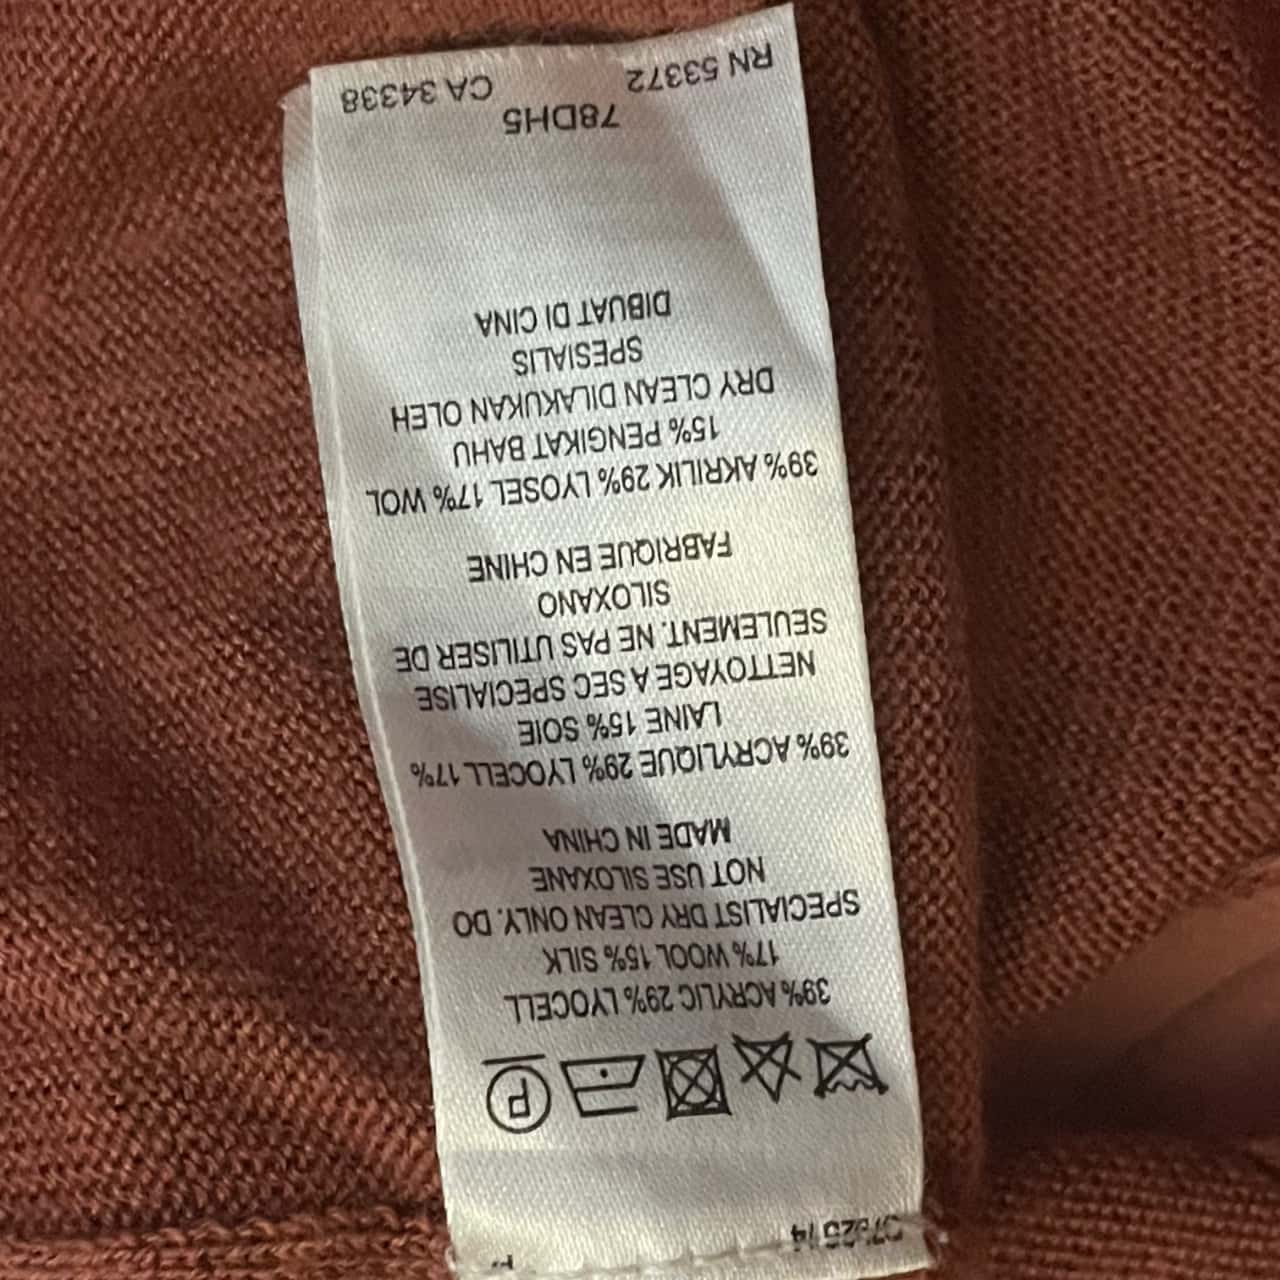 P
39% ACRYLIC 29% LYOCELL
17% WOOL 15% SILK
SPECIALIST DRY CLEAN ONLY. DO
NOT USE SILOXANE
MADE IN CHINA
39% ACRYLIQUE 29% LYOCELL 17%
LAINE 15% SOIE
NETTOYAGE A SEC SPECIALISE
SEULEMENT. NE PAS UTILISER DE
SILOXANO
FABRIQUE EN CHINE
39% AKRILIK 29% LYOSEL 17% WOL
15% PENGIKAT BAHU
DRY CLEAN DILAKUKAN OLEH
SPESIALIS
DIBUAT DI CINA
78DH5
RN 53372 CA 34338